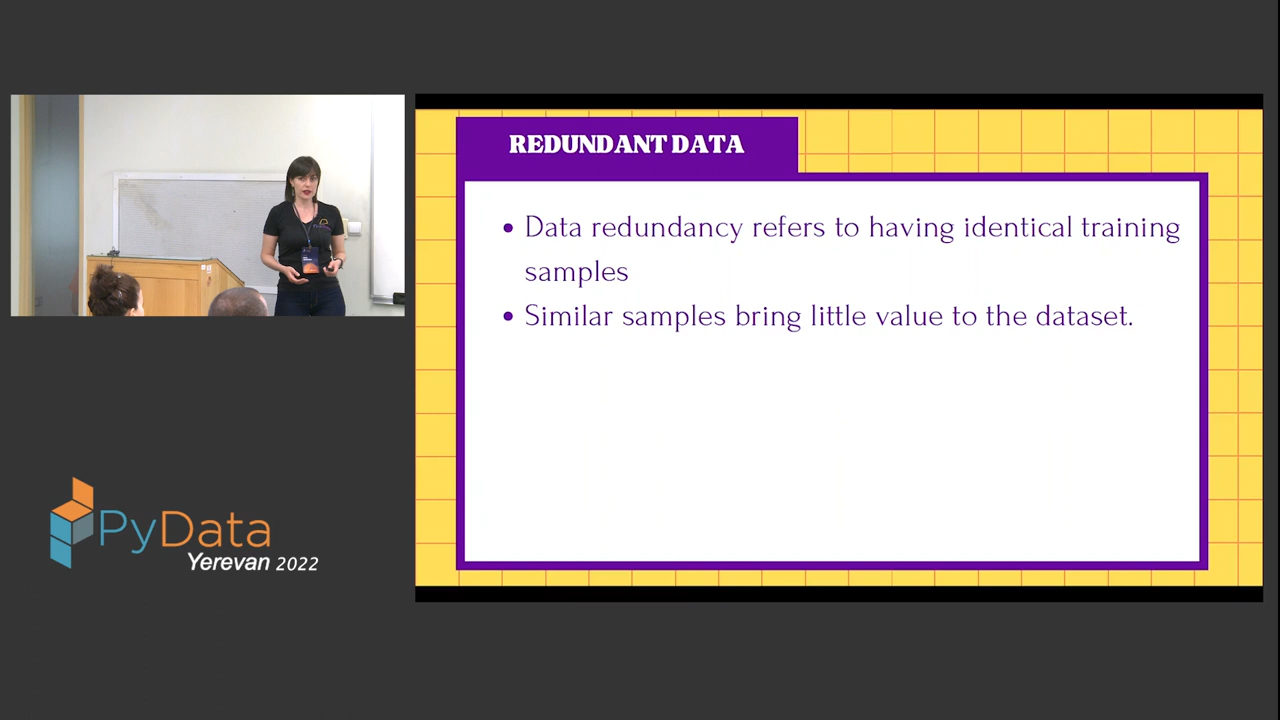 REDUNDANT DATA
• Data redundancy refers to having identical training
samples
• Similar samples bring little value to the dataset.
PyData
Yerevan 2022